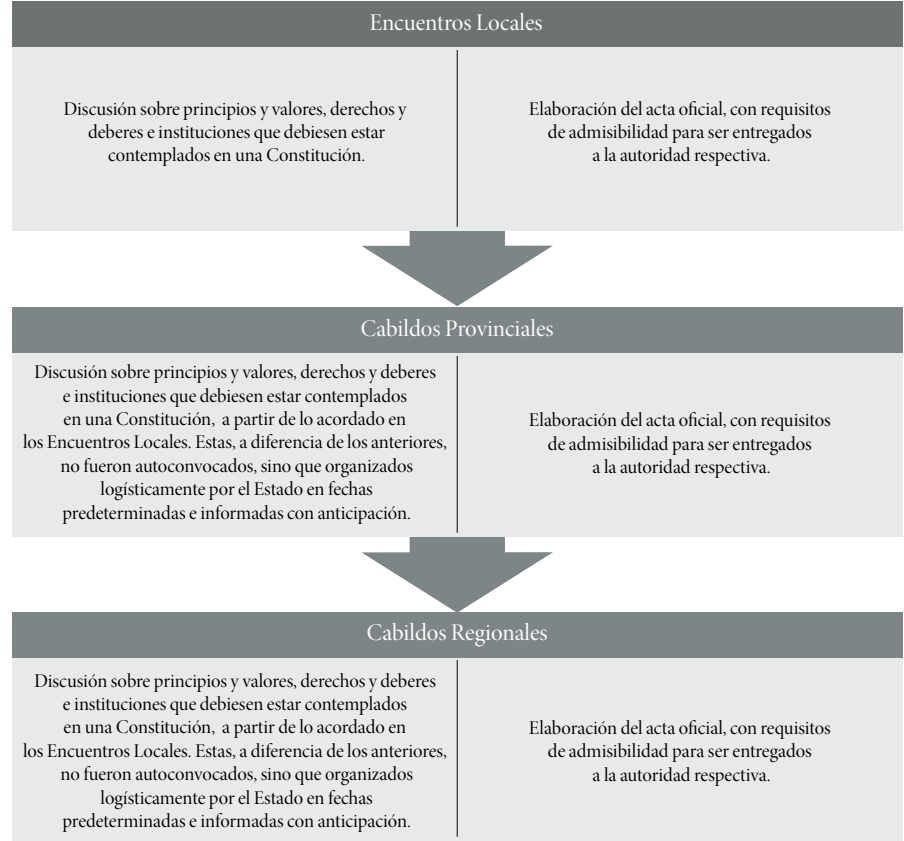 Encuentros Locales
Discusión sobre principios y valores, derechos y
deberes e instituciones que debiesen estar
contemplados en una Constitución.
Elaboración del acta oficial, con requisitos
de admisibilidad para ser entregados
a la autoridad respectiva.
Cabildos Provinciales
Discusión sobre principios y valores, derechos y deberes
e instituciones que debiesen estar contemplados
en una Constitución, a partir de lo acordado en
los Encuentros Locales. Estas, a diferencia de los anteriores,
no fueron autoconvocados, sino que organizados
logísticamente por el Estado en fechas
predeterminadas e informadas con anticipación.
Elaboración del acta oficial, con requisitos
de admisibilidad para ser entregados
a la autoridad respectiva.
Cabildos Regionales
Discusión sobre principios y valores, derechos y deberes
e instituciones que debiesen estar contemplados
en una Constitución, a partir de lo acordado en
los Encuentros Locales. Estas, a diferencia de los anteriores,
no fueron autoconvocados, sino que organizados
logísticamente por el Estado en fechas
predeterminadas e informadas con anticipación.
Elaboración del acta oficial, con requisitos
de admisibilidad para ser entregados
a la autoridad respectiva.